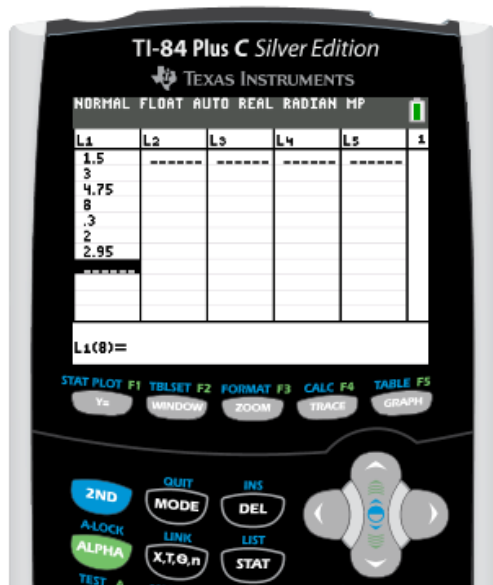 TI-84 Plus C Silver Edition
TEXAS INSTRUMENTS
NORMAL FLOAT AUTO REAL RADIAN MP
L1 L2 L3 L4 L5 1
1.5 ------ ------ ------ ------
3
4.75
8
.3
2
2.95
------
L1(8)=
STAT PLOT F1 TBLSET F2 FORMAT F3 CALC F4 TABLE F5
Y= WINDOW ZOOM TRACE GRAPH
QUIT INS
2ND MODE DEL
A-LOCK LINK LIST
ALPHA X,T,θ,n STAT
TEST A